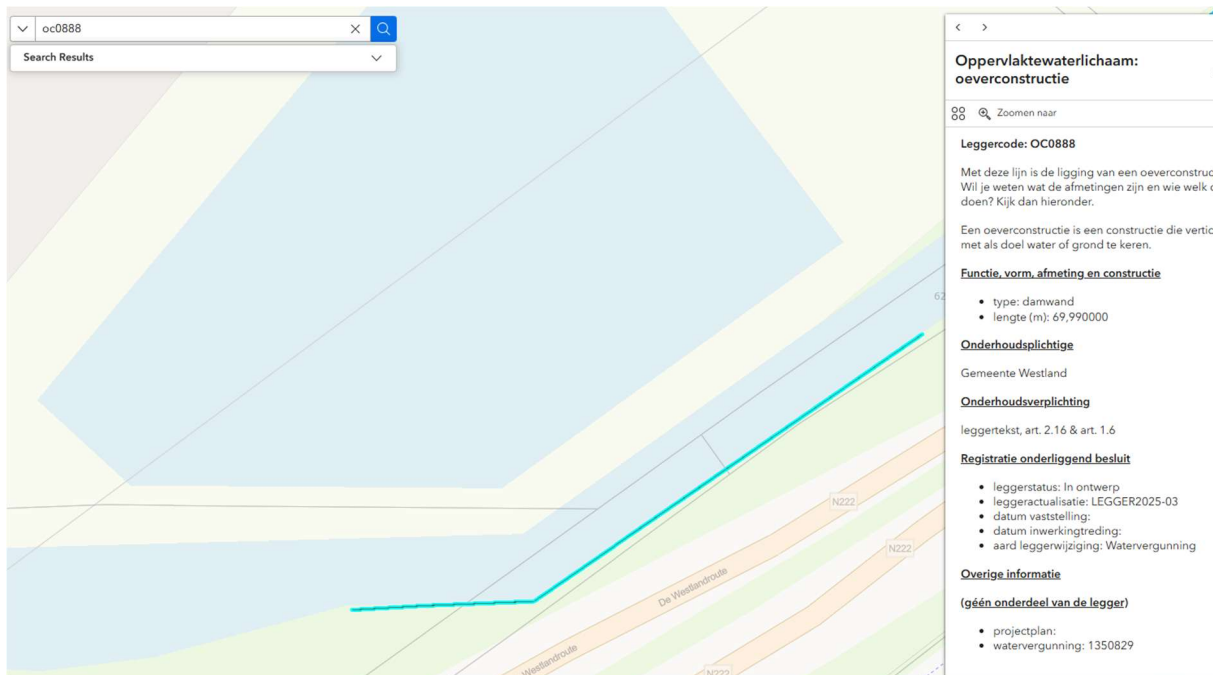 oc0888
Search Results
62
N222
N222
De Westlandroute
Westlandroute
N222
Oppervlaktewaterlichaam:
oeverconstructie
Zoomen naar
Leggercode: OC0888
Met deze lijn is de ligging van een oeverconstruc
Wil je weten wat de afmetingen zijn en wie welk
doen? Kijk dan hieronder.
Een oeverconstructie is een constructie die vertic
met als doel water of grond te keren.
Functie, vorm, afmeting en constructie
• type: damwand
• lengte (m): 69,990000
Onderhoudsplichtige
Gemeente Westland
Onderhoudsverplichting
leggertekst, art. 2.16 & art. 1.6
Registratie onderliggend besluit
• leggerstatus: In ontwerp
• leggeractualisatie: LEGGER2025-03
• datum vaststelling:
• datum inwerkingtreding:
• aard leggerwijziging: Watervergunning
Overige informatie
(géén onderdeel van de legger)
• projectplan:
• watervergunning: 1350829